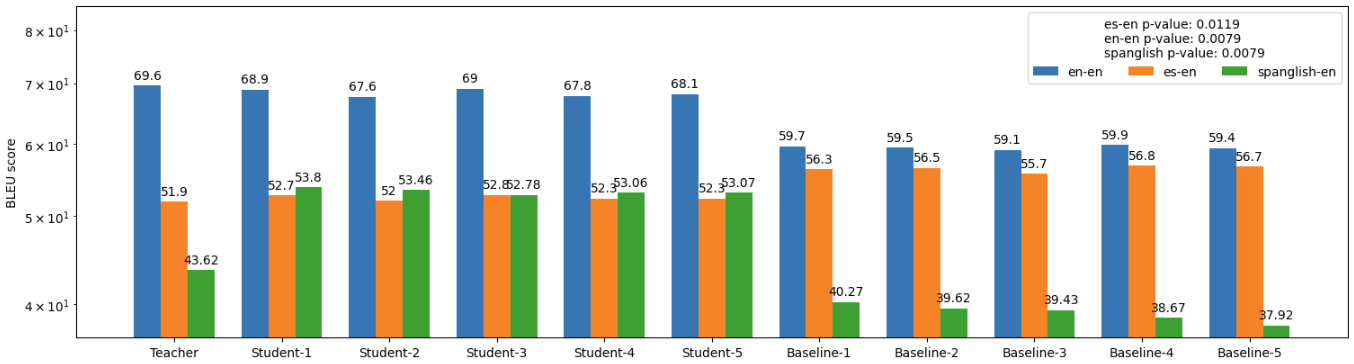 8 × 10¹
7 × 10¹
6 × 10¹
5 × 10¹
4 × 10¹
BLEU score
es-en p-value: 0.0119
en-en p-value: 0.0079
spanglish p-value: 0.0079
en-en es-en spanglish-en
69.6 51.9 43.62
68.9 52.7 53.8
67.6 52 53.46
69 52.8 52.78
67.8 52.3 53.06
68.1 52.3 53.07
59.7 56.3 40.27
59.5 56.5 39.62
59.1 55.7 39.43
59.9 56.8 38.67
59.4 56.7 37.92
Teacher Student-1 Student-2 Student-3 Student-4 Student-5 Baseline-1 Baseline-2 Baseline-3 Baseline-4 Baseline-5